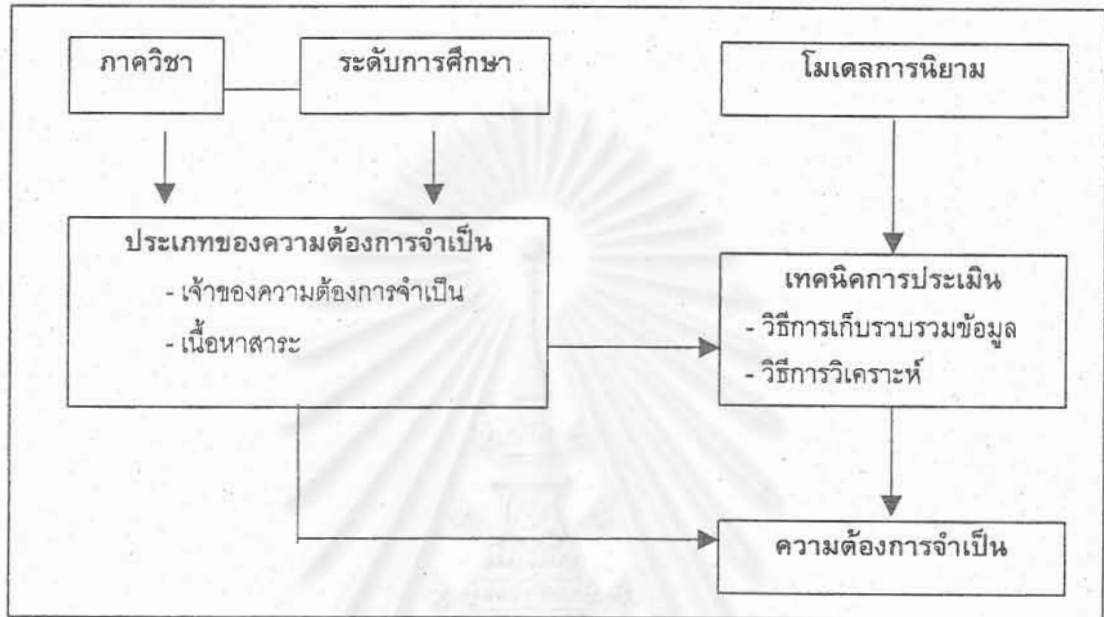 ภาควิชา
ระดับการศึกษา
โมเดลการนิยาม
ประเภทของความต้องการจำเป็น
- เจ้าของความต้องการจำเป็น
- เนื้อหาสาระ
เทคนิคการประเมิน
- วิธีการเก็บรวบรวมข้อมูล
- วิธีการวิเคราะห์
ความต้องการจำเป็น